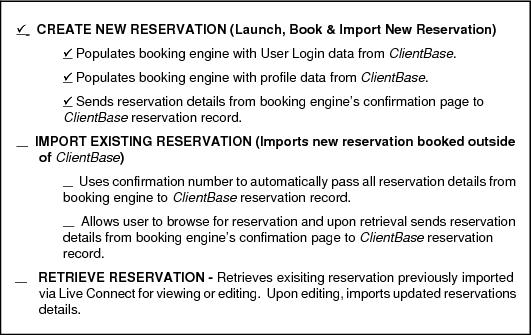 ✓ CREATE NEW RESERVATION (Launch, Book & Import New Reservation)
✓ Populates booking engine with User Login data from ClientBase.
✓ Populates booking engine with profile data from ClientBase.
✓ Sends reservation details from booking engine's confirmation page to
ClientBase reservation record.
__ IMPORT EXISTING RESERVATION (Imports new reservation booked outside
of ClientBase)
__ Uses confirmation number to automatically pass all reservation details from
booking engine to ClientBase reservation record.
__ Allows user to browse for reservation and upon retrieval sends reservation
details from booking engine's confimation page to ClientBase reservation
record.
__ RETRIEVE RESERVATION - Retrieves exisiting reservation previously imported
via Live Connect for viewing or editing. Upon editing, imports updated reservations
details.